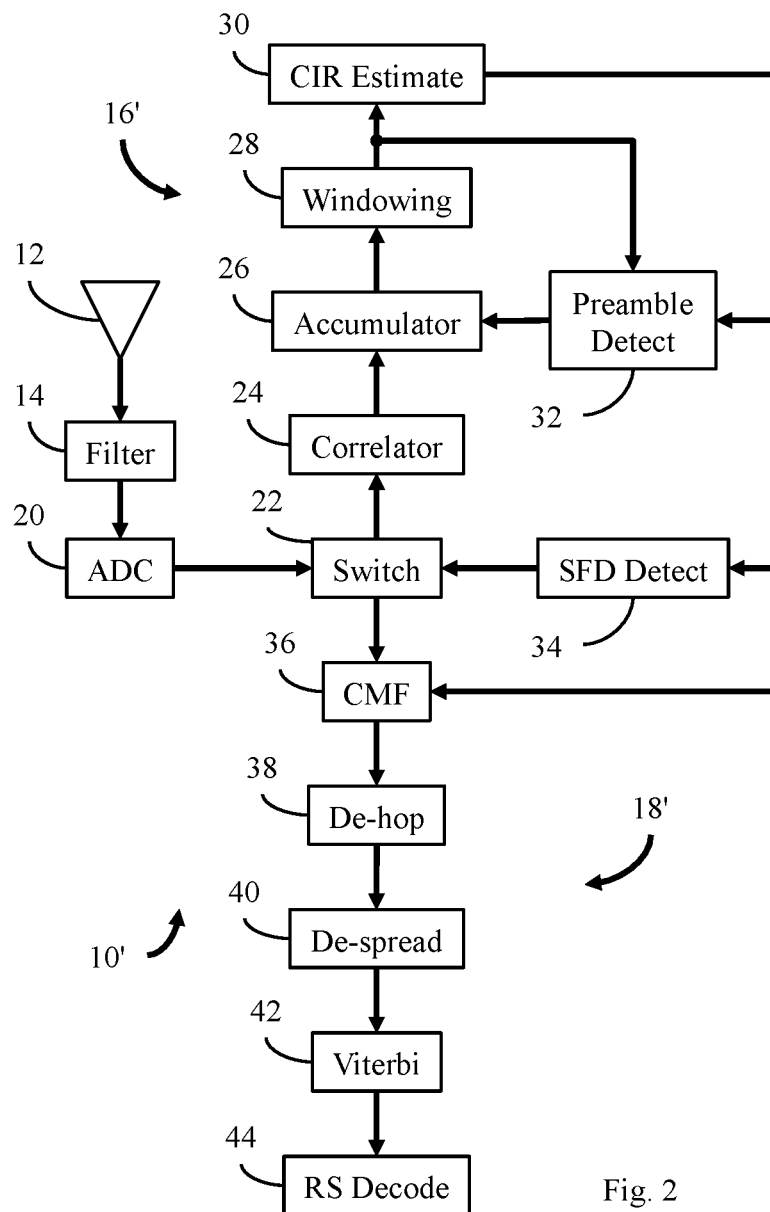 30
CIR Estimate
16'
28
Windowing
12
26
Accumulator
Preamble
Detect
32
14
Filter
24
Correlator
20
ADC
22
Switch
SFD Detect
34
36
CMF
38
De-hop
18'
40
De-spread
10'
42
Viterbi
44
RS Decode
Fig. 2